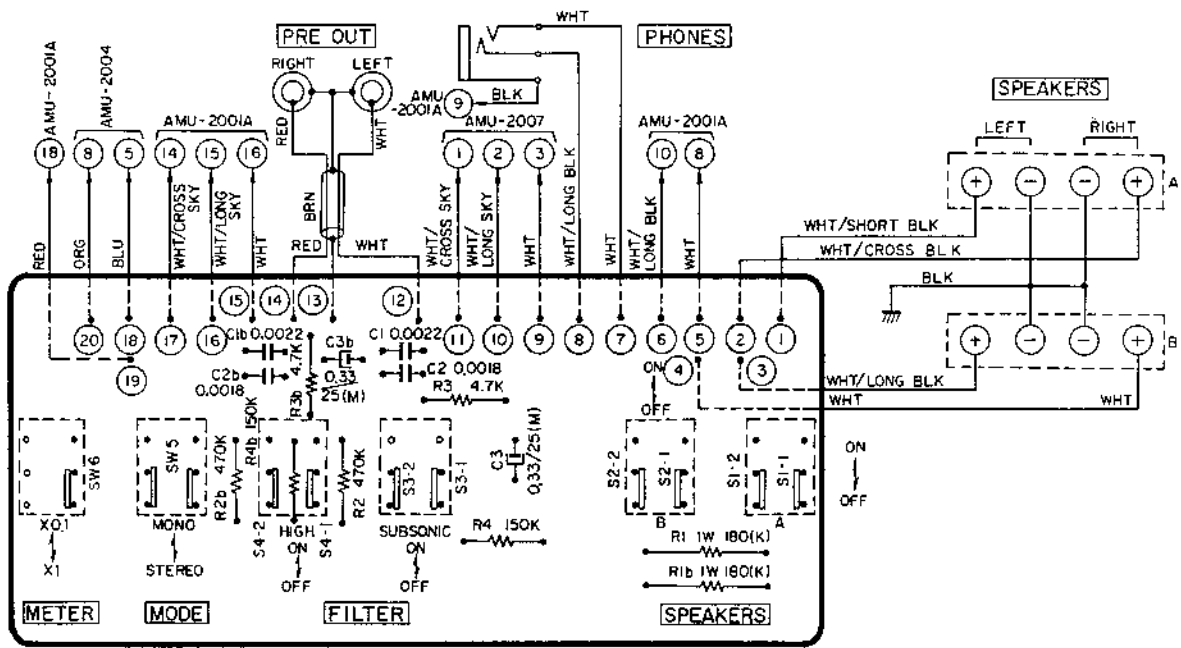 PRE OUT
RIGHT LEFT
PHONES
WHT
WHT
BLK
AMU-2001A
9
SPEAKERS
LEFT RIGHT
AMU-2001A
AMU-2004
AMU-2001A
AMU-2007
AMU-2001A
18 8 5 14 15 16 1 2 3 10 8
RED
WHT
BRN
+ − − + A
RED
ORG
BLU
WHT/CROSS SKY
WHT/LONG SKY
WHT
RED
WHT
WHT/CROSS SKY
WHT/LONG SKY
WHT
WHT/LONG BLK
WHT/LONG BLK
WHT
WHT/SHORT BLK
WHT/CROSS BLK
BLK
+ − − + B
WHT/LONG BLK
WHT WHT
15 14 13 12
20 18 17 16 11 10 9 8 7 6 5 2 1
19 4 3
C1b 0.0022
C2b 0.0018
4.7K
R3b
C3b
0.33/25(M)
C1 0.0022
C2 0.0018
R3 4.7K
C3
0.33/25(M)
ON
OFF
SW6
SW5
R2b 470K
R4b 150K
S4-2
S4-1
R2 470K
S3-2
S3-1
S2-2
S2-1
S1-2
S1-1
ON
OFF
X0.1
X1
MONO
STEREO
HIGH
ON
OFF
SUBSONIC
ON
OFF
R4 150K
B A
R1 1W 180(K)
R1b 1W 180(K)
METER MODE FILTER SPEAKERS